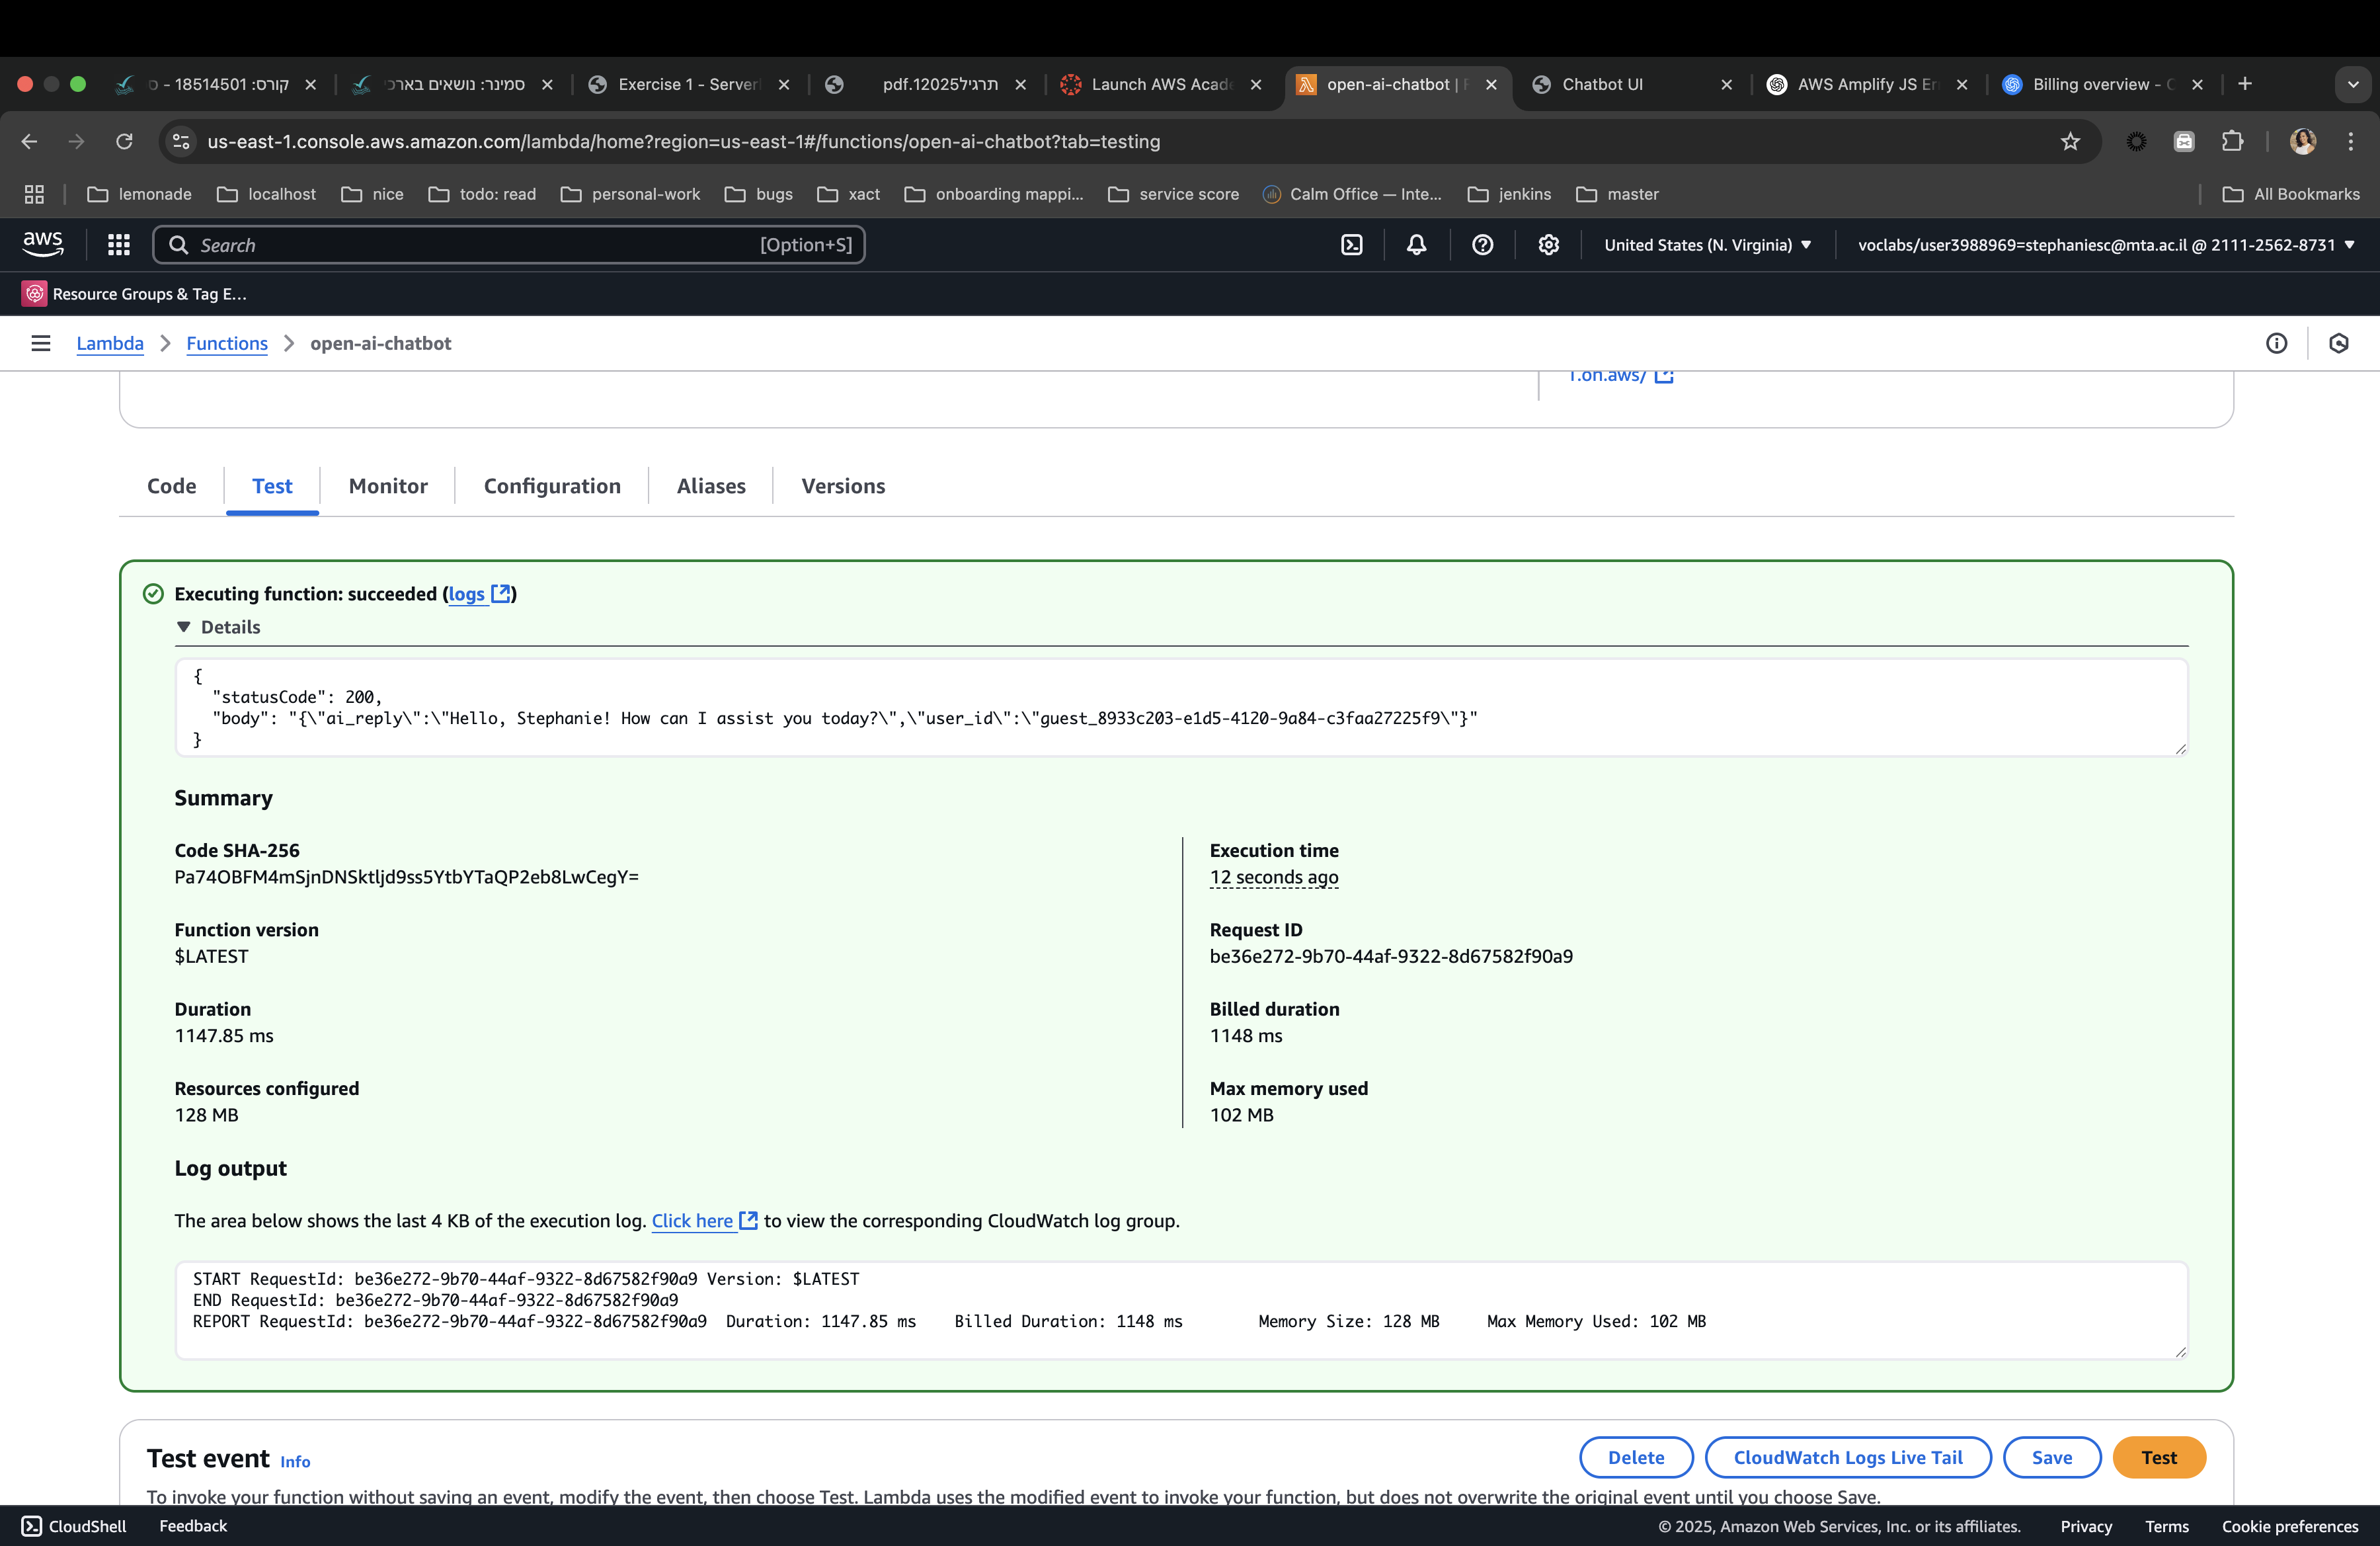 קורס: 18514501 -
סמינר: נושאים בארכי
Exercise 1 - Server
תרגיל12025.pdf
Launch AWS Acade
open-ai-chatbot |
Chatbot UI
AWS Amplify JS Er
Billing overview -
us-east-1.console.aws.amazon.com/lambda/home?region=us-east-1#/functions/open-ai-chatbot?tab=testing
lemonade localhost nice todo: read personal-work bugs xact onboarding mappi... service score Calm Office — Inte... jenkins master All Bookmarks
aws Search [Option+S] United States (N. Virginia) voclabs/user3988969=stephaniesc@mta.ac.il @ 2111-2562-8731
Resource Groups & Tag E...
Lambda Functions open-ai-chatbot
1.on.aws/
Code Test Monitor Configuration Aliases Versions
Executing function: succeeded (logs)
Details
{
"statusCode": 200,
"body": "{\"ai_reply\":\"Hello, Stephanie! How can I assist you today?\",\"user_id\":\"guest_8933c203-e1d5-4120-9a84-c3faa27225f9\"}"
}
Summary
Code SHA-256
Pa74OBFM4mSjnDNSktljd9ss5YtbYTaQP2eb8LwCegY=
Execution time
12 seconds ago
Function version
$LATEST
Request ID
be36e272-9b70-44af-9322-8d67582f90a9
Duration
1147.85 ms
Billed duration
1148 ms
Resources configured
128 MB
Max memory used
102 MB
Log output
The area below shows the last 4 KB of the execution log. Click here to view the corresponding CloudWatch log group.
START RequestId: be36e272-9b70-44af-9322-8d67582f90a9 Version: $LATEST
END RequestId: be36e272-9b70-44af-9322-8d67582f90a9
REPORT RequestId: be36e272-9b70-44af-9322-8d67582f90a9 Duration: 1147.85 ms Billed Duration: 1148 ms Memory Size: 128 MB Max Memory Used: 102 MB
Test event Info Delete CloudWatch Logs Live Tail Save Test
To invoke your function without saving an event, modify the event, then choose Test. Lambda uses the modified event to invoke your function, but does not overwrite the original event until you choose Save.
CloudShell Feedback © 2025, Amazon Web Services, Inc. or its affiliates. Privacy Terms Cookie preferences